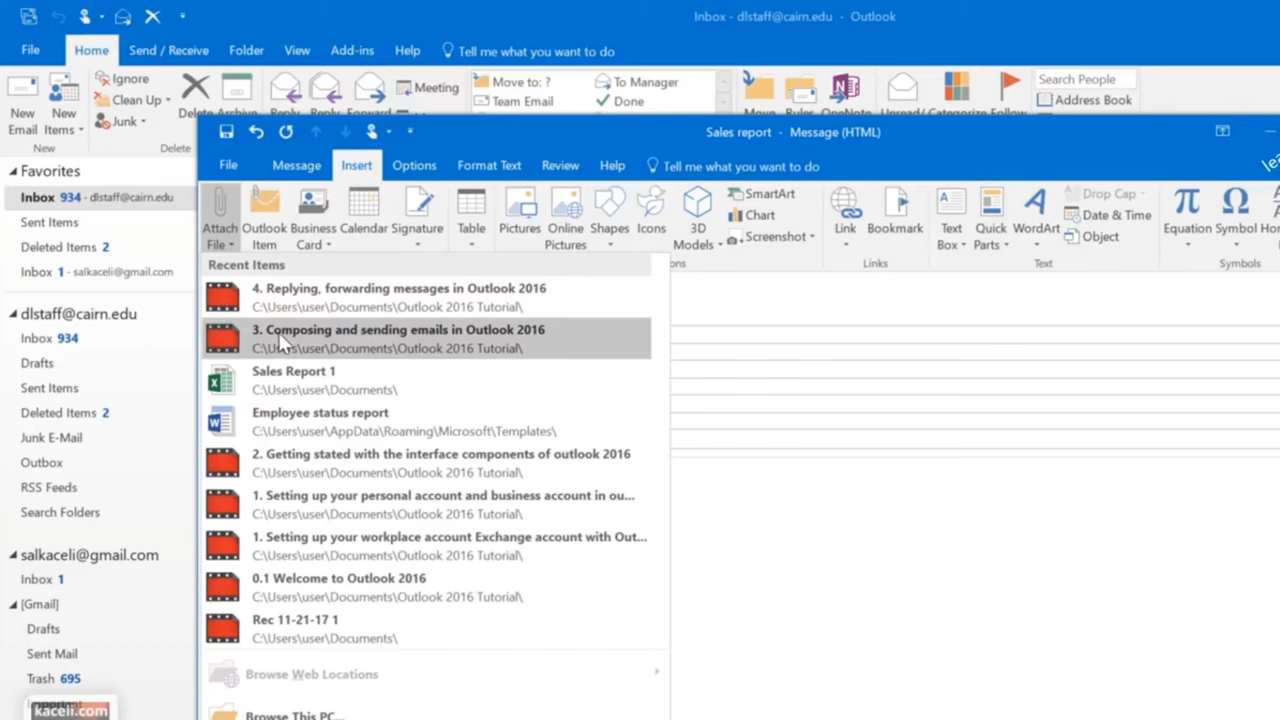 Inbox - dlstaff@cairn.edu - Outlook
File Home Send / Receive Folder View Add-ins Help Tell me what you want to do
New Email
New Items
Ignore
Clean Up
Junk
Delete
Archive
Reply
Reply
Forward
Meeting
Move to: ?
Team Email
To Manager
Done
Move
Rules
OneNote
Unread/
Categorize
Follow
Search People
Address Book
New
Delete
Sales report - Message (HTML)
File Message Insert Options Format Text Review Help Tell me what you want to do
Attach File
Outlook Item
Business Card
Calendar
Signature
Table
Pictures
Online Pictures
Shapes
Icons
3D Models
SmartArt
Chart
Screenshot
Link
Bookmark
Text Box
Quick Parts
WordArt
Drop Cap
Date & Time
Object
Equation
Symbol
Links
Text
Symbols
Favorites
Inbox 934 - dlstaff@cairn.edu
Sent Items
Deleted Items 2
Inbox 1 - salkaceli@gmail.com
dlstaff@cairn.edu
Inbox 934
Drafts
Sent Items
Deleted Items 2
Junk E-Mail
Outbox
RSS Feeds
Search Folders
salkaceli@gmail.com
Inbox 1
[Gmail]
Drafts
Sent Mail
Trash 695
kaceli.com
Recent Items
4. Replying, forwarding messages in Outlook 2016
C:\Users\user\Documents\Outlook 2016 Tutorial\
3. Composing and sending emails in Outlook 2016
C:\Users\user\Documents\Outlook 2016 Tutorial\
Sales Report 1
C:\Users\user\Documents\
Employee status report
C:\Users\user\AppData\Roaming\Microsoft\Templates\
2. Getting stated with the interface components of outlook 2016
C:\Users\user\Documents\Outlook 2016 Tutorial\
1. Setting up your personal account and business account in ou...
C:\Users\user\Documents\Outlook 2016 Tutorial\
1. Setting up your workplace account Exchange account with Out...
C:\Users\user\Documents\Outlook 2016 Tutorial\
0.1 Welcome to Outlook 2016
C:\Users\user\Documents\Outlook 2016 Tutorial\
Rec 11-21-17 1
C:\Users\user\Documents\
Browse Web Locations
Browse This PC...